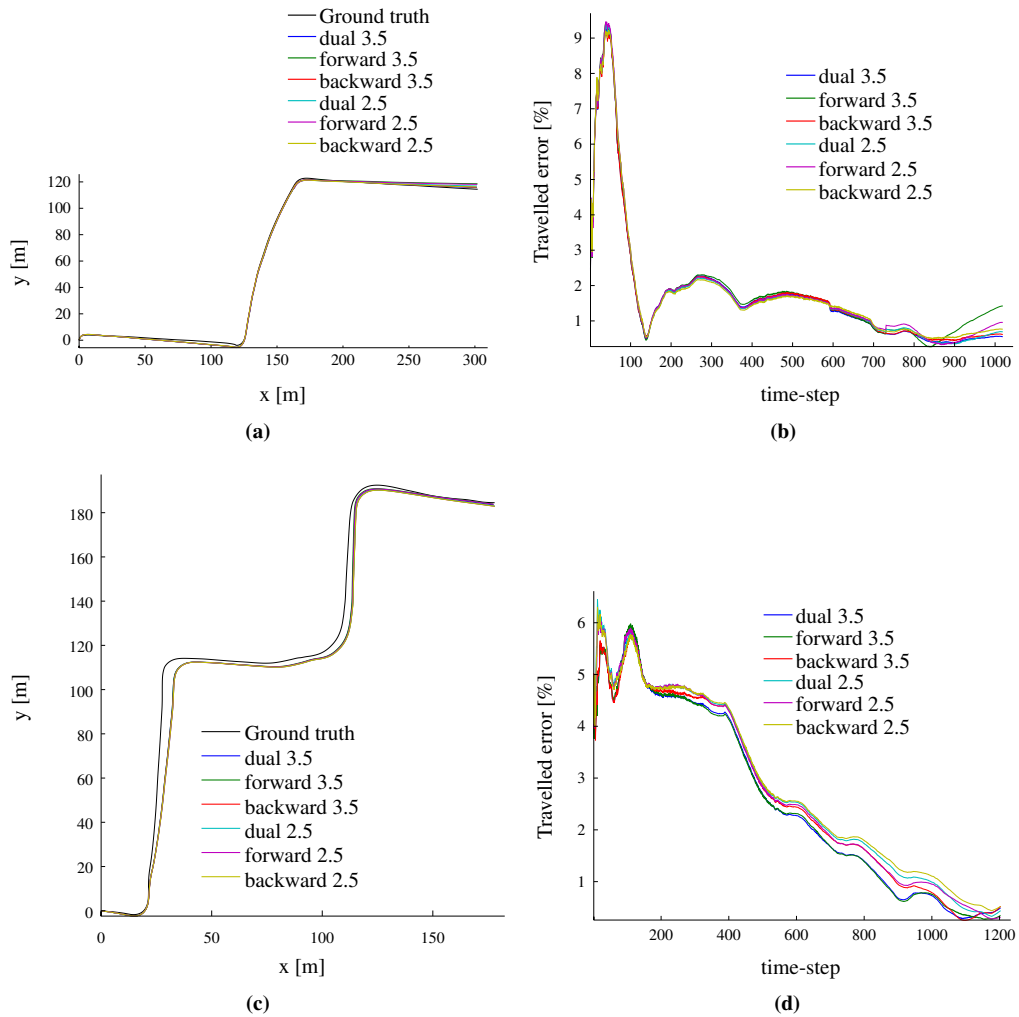 Ground truth
dual 3.5
forward 3.5
backward 3.5
dual 2.5
forward 2.5
backward 2.5
120
100
80
60
40
20
0
y [m]
0 50 100 150 200 250 300
x [m]
(a)
9
8
7
6
5
4
3
2
1
Travelled error [%]
dual 3.5
forward 3.5
backward 3.5
dual 2.5
forward 2.5
backward 2.5
100 200 300 400 500 600 700 800 900 1000
time-step
(b)
180
160
140
120
100
80
60
40
20
0
y [m]
Ground truth
dual 3.5
forward 3.5
backward 3.5
dual 2.5
forward 2.5
backward 2.5
0 50 100 150
x [m]
(c)
6
5
4
3
2
1
Travelled error [%]
dual 3.5
forward 3.5
backward 3.5
dual 2.5
forward 2.5
backward 2.5
200 400 600 800 1000 1200
time-step
(d)